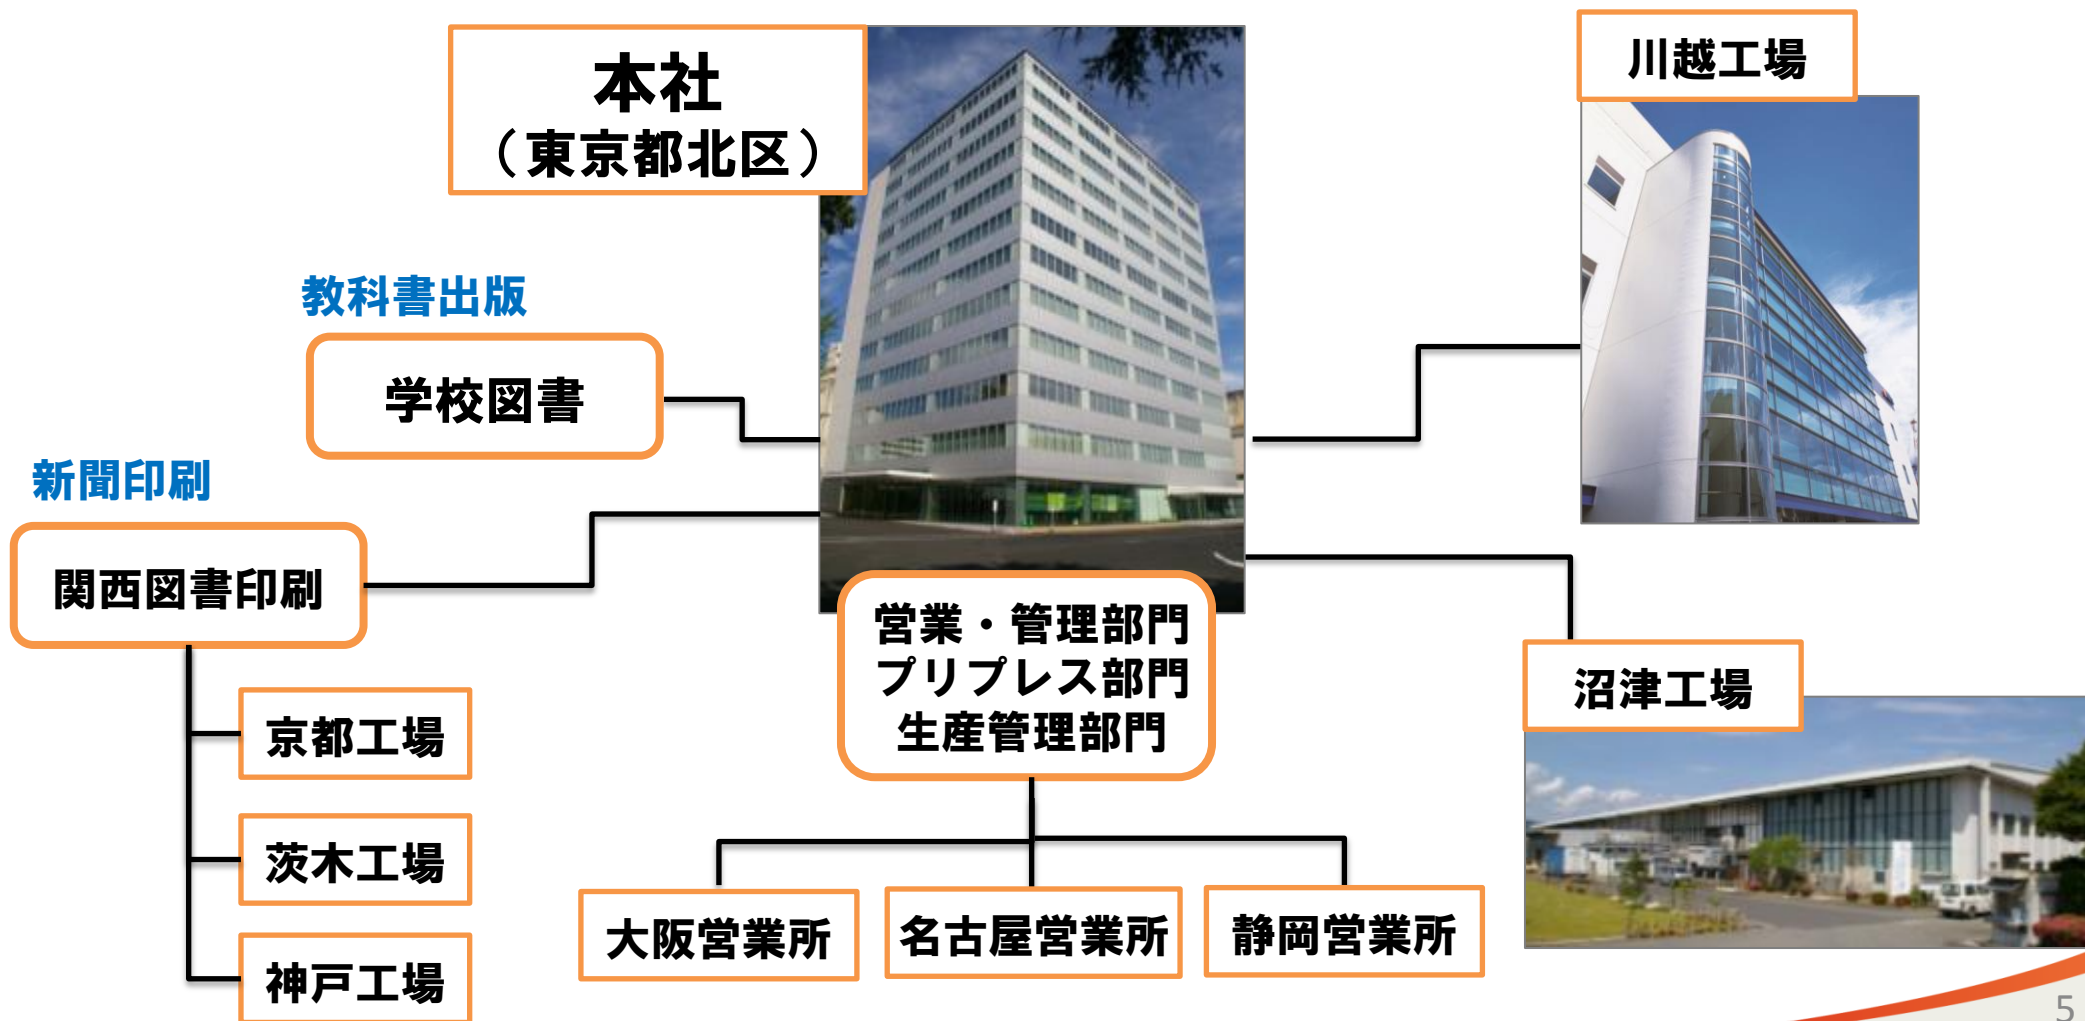 本社
（東京都北区）
川越工場
教科書出版
学校図書
新聞印刷
関西図書印刷
営業・管理部門
プリプレス部門
生産管理部門
沼津工場
京都工場
茨木工場
神戸工場
大阪営業所
名古屋営業所
静岡営業所
5